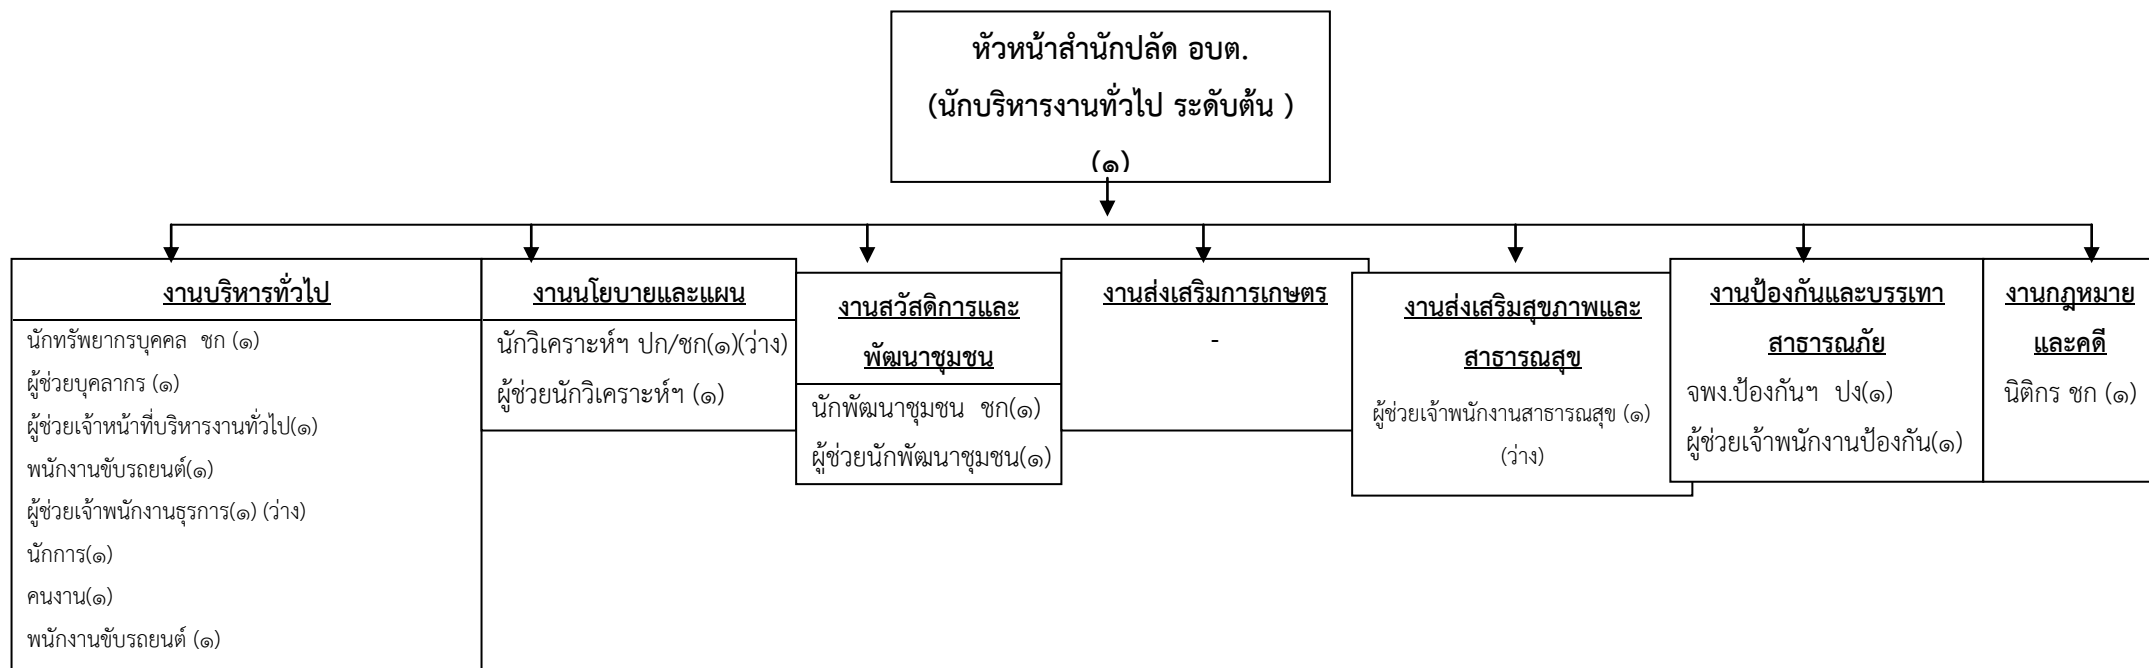 หัวหน้าสำนักปลัด อบต.
(นักบริหารงานทั่วไป ระดับต้น )
(๑)
งานบริหารทั่วไป
นักทรัพยากรบุคคล ชก (๑)
ผู้ช่วยบุคลากร (๑)
ผู้ช่วยเจ้าหน้าที่บริหารงานทั่วไป(๑)
พนักงานขับรถยนต์(๑)
ผู้ช่วยเจ้าพนักงานธุรการ(๑) (ว่าง)
นักการ(๑)
คนงาน(๑)
พนักงานขับรถยนต์ (๑)
งานนโยบายและแผน
นักวิเคราะห์ฯ ปก/ชก(๑)(ว่าง)
ผู้ช่วยนักวิเคราะห์ฯ (๑)
งานสวัสดิการและ
พัฒนาชุมชน
นักพัฒนาชุมชน ชก(๑)
ผู้ช่วยนักพัฒนาชุมชน(๑)
งานส่งเสริมการเกษตร
-
งานส่งเสริมสุขภาพและ
สาธารณสุข
ผู้ช่วยเจ้าพนักงานสาธารณสุข (๑)
(ว่าง)
งานป้องกันและบรรเทา
สาธารณภัย
จพง.ป้องกันฯ ปง(๑)
ผู้ช่วยเจ้าพนักงานป้องกัน(๑)
งานกฎหมาย
และคดี
นิติกร ชก (๑)